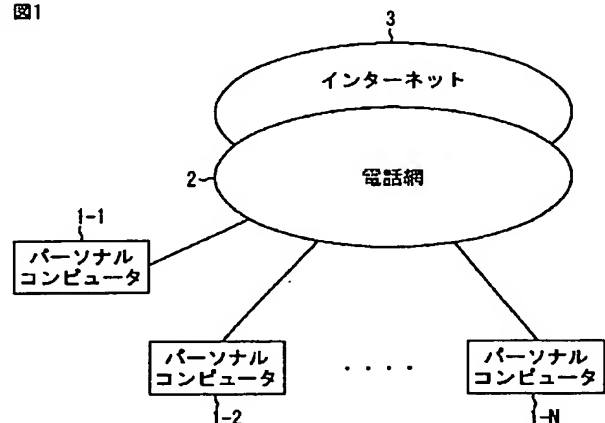 図1
3
インターネット
2
電話網
1-1
パーソナル
コンピュータ
パーソナル
コンピュータ
・・・・
パーソナル
コンピュータ
1-2
1-N